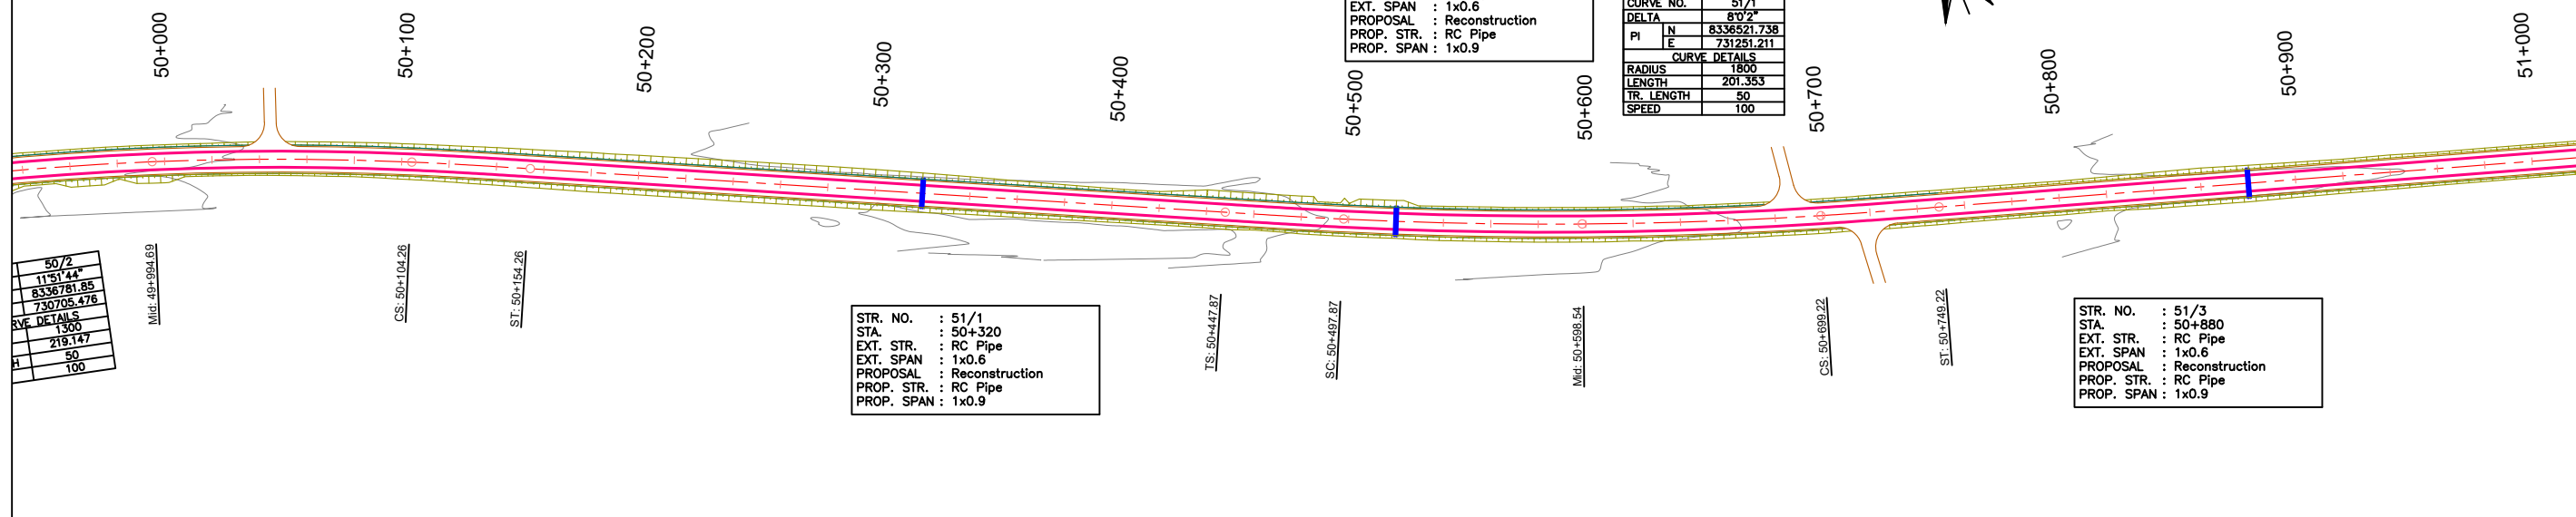 50+000
50+100
50+200
50+300
50+400
50+500
50+600
50+700
50+800
50+900
51+000
EXT. SPAN : 1x0.6
PROPOSAL : Reconstruction
PROP. STR. : RC Pipe
PROP. SPAN : 1x0.9
CURVE NO. 51/1
DELTA 8°0'2"
PI N 8336521.738
E 731251.211
CURVE DETAILS
RADIUS 1800
LENGTH 201.353
TR. LENGTH 50
SPEED 100
50/2
11°51'44"
8336781.85
730705.476
RVE DETAILS
1300
219.147
H 50
100
Mid: 49+994.69
CS: 50+104.26
ST: 50+154.26
TS: 50+447.87
SC: 50+497.87
Mid: 50+598.54
CS: 50+699.22
ST: 50+749.22
STR. NO. : 51/1
STA. : 50+320
EXT. STR. : RC Pipe
EXT. SPAN : 1x0.6
PROPOSAL : Reconstruction
PROP. STR. : RC Pipe
PROP. SPAN : 1x0.9
STR. NO. : 51/3
STA. : 50+880
EXT. STR. : RC Pipe
EXT. SPAN : 1x0.6
PROPOSAL : Reconstruction
PROP. STR. : RC Pipe
PROP. SPAN : 1x0.9